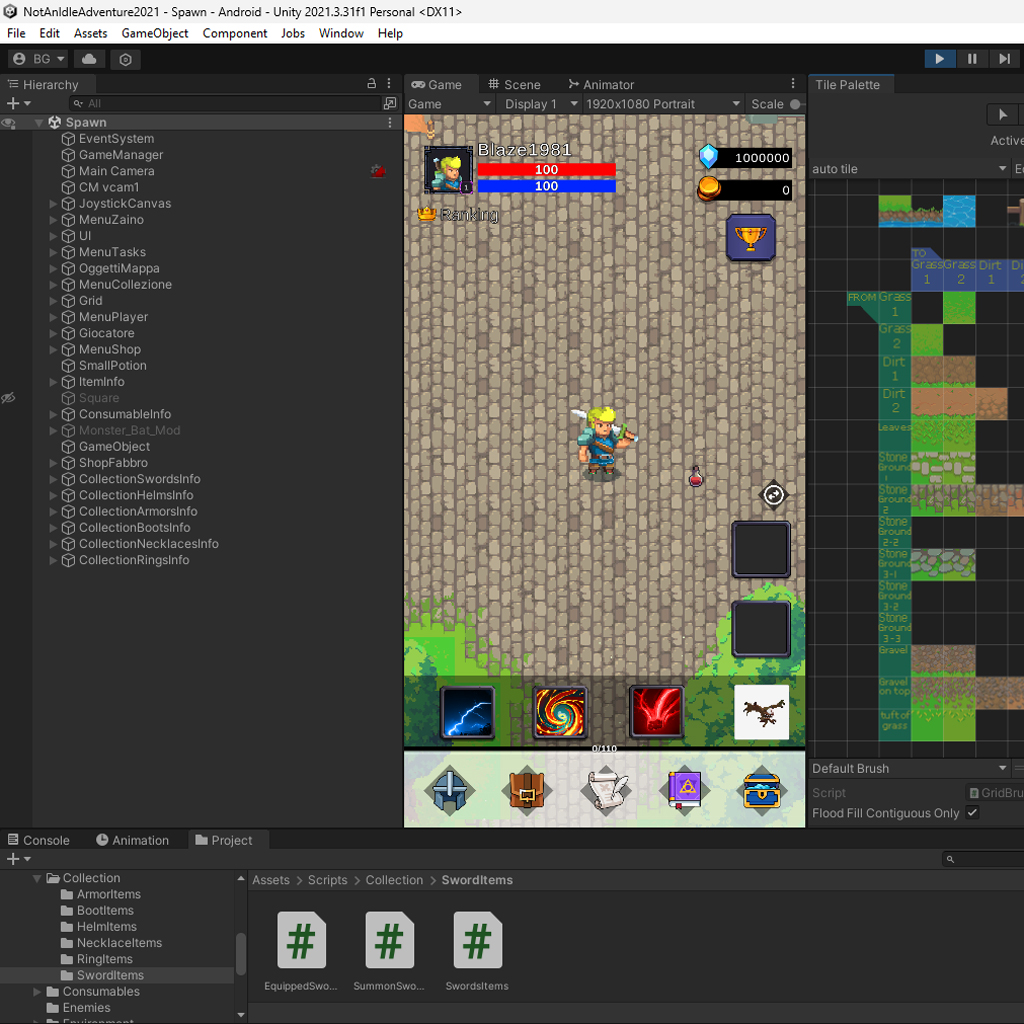 NotAnIdleAdventure2021 - Spawn - Android - Unity 2021.3.31f1 Personal <DX11>
File Edit Assets GameObject Component Jobs Window Help
BG
Hierarchy
All
Spawn
EventSystem
GameManager
Main Camera
CM vcam1
JoystickCanvas
MenuZaino
UI
MenuTasks
OggettiMappa
MenuCollezione
Grid
MenuPlayer
Giocatore
MenuShop
SmallPotion
ItemInfo
Square
ConsumableInfo
Monster_Bat_Mod
GameObject
ShopFabbro
CollectionSwordsInfo
CollectionHelmsInfo
CollectionArmorsInfo
CollectionBootsInfo
CollectionNecklacesInfo
CollectionRingsInfo
Game Scene Animator
Game Display 1 1920x1080 Portrait Scale
Blaze1981
100
100
1
Ranking
1000000
0
0/110
Tile Palette
Active
auto tile
TO
Grass 1
Grass 2
Dirt 1
FROM
Grass 1
Grass 2
Dirt 1
Dirt 2
Leaves
Stone Ground 1
Stone Ground 2
Stone Ground 2-2
Stone Ground 3-1
Stone Ground 3-2
Stone Ground 3-3
Gravel
Gravel on top
tuft of grass
Default Brush
Script GridBru
Flood Fill Contiguous Only
Console Animation Project
Collection
ArmorItems
BootItems
HelmItems
NecklaceItems
RingItems
SwordItems
Consumables
Enemies
Environment
Assets > Scripts > Collection > SwordItems
EquippedSwo... SummonSwo... SwordsItems